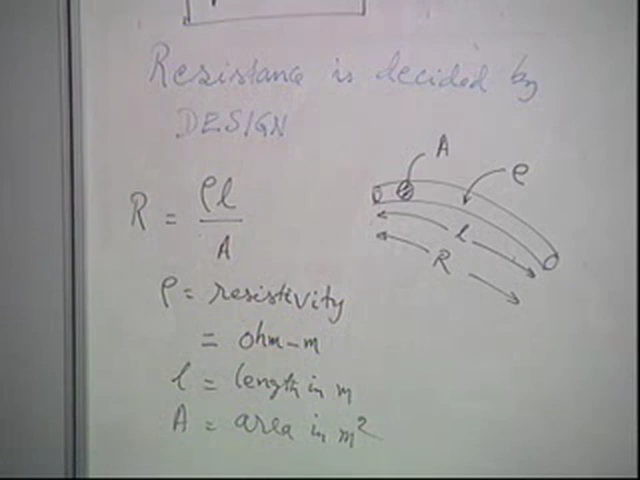 Resistance is decided by
DESIGN
R = ρl / A
ρ = resistivity
= ohm-m
l = length in m
A = area in m²
A
ρ
l
R